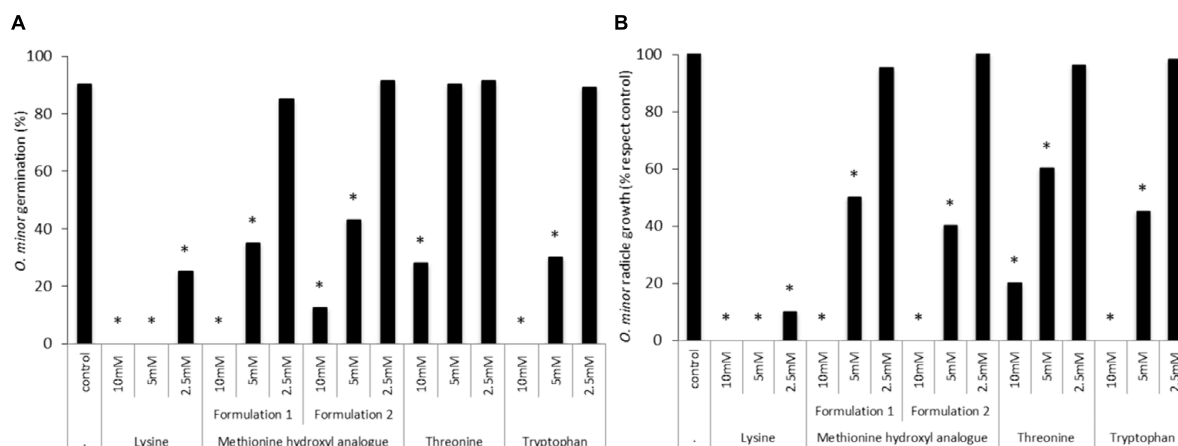 A
O. minor germination (%)
100
80
60
40
20
0
* * * * * * * * * *
control 10mM 5mM 2.5mM 10mM 5mM 2.5mM 10mM 5mM 2.5mM 10mM 5mM 2.5mM 10mM 5mM 2.5mM
Formulation 1 Formulation 2
. Lysine Methionine hydroxyl analogue Threonine Tryptophan
B
O. minor radicle growth (% respect control)
100
80
60
40
20
0
* * * * * * * * * * *
control 10mM 5mM 2.5mM 10mM 5mM 2.5mM 10mM 5mM 2.5mM 10mM 5mM 2.5mM 10mM 5mM 2.5mM
Formulation 1 Formulation 2
. Lysine Methionine hydroxyl analogue Threonine Tryptophan